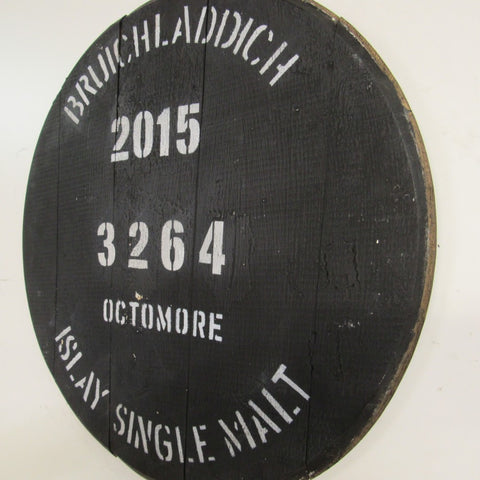 BRUICHLADDICH
2015
3264
OCTOMORE
ISLAY SINGLE MALT